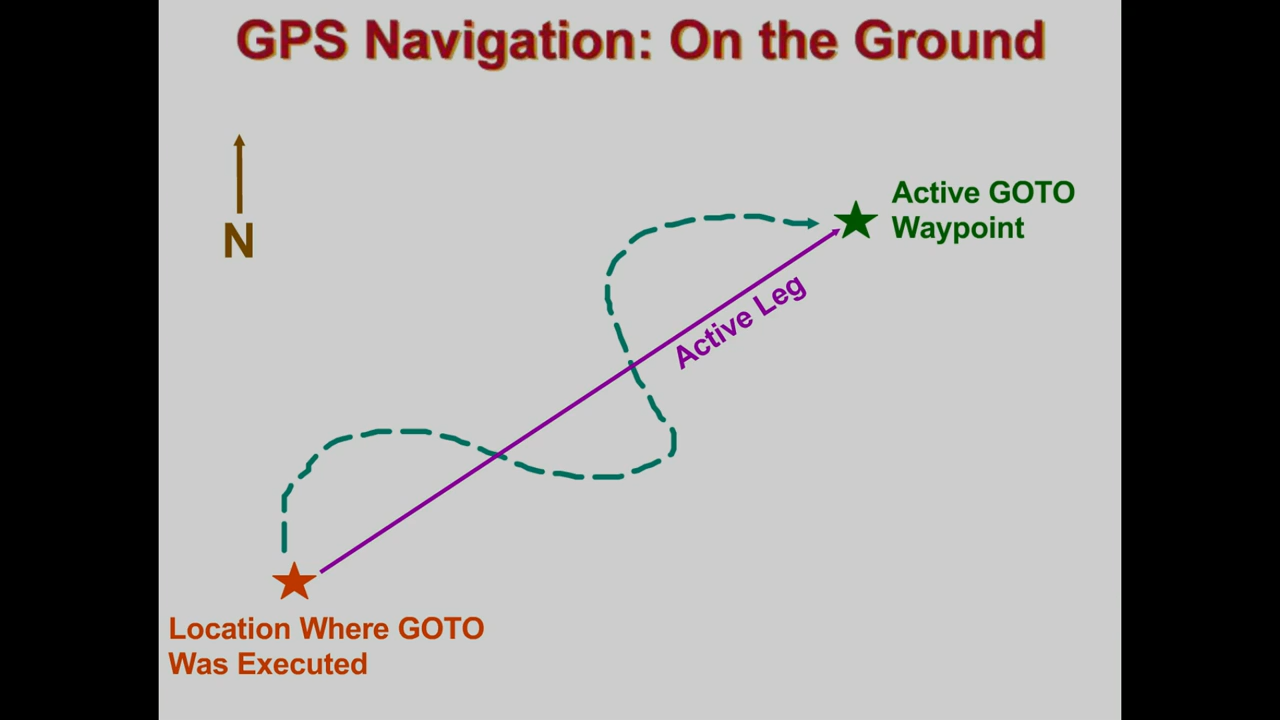 GPS Navigation: On the Ground
N
Active GOTO
Waypoint
Active Leg
Location Where GOTO
Was Executed